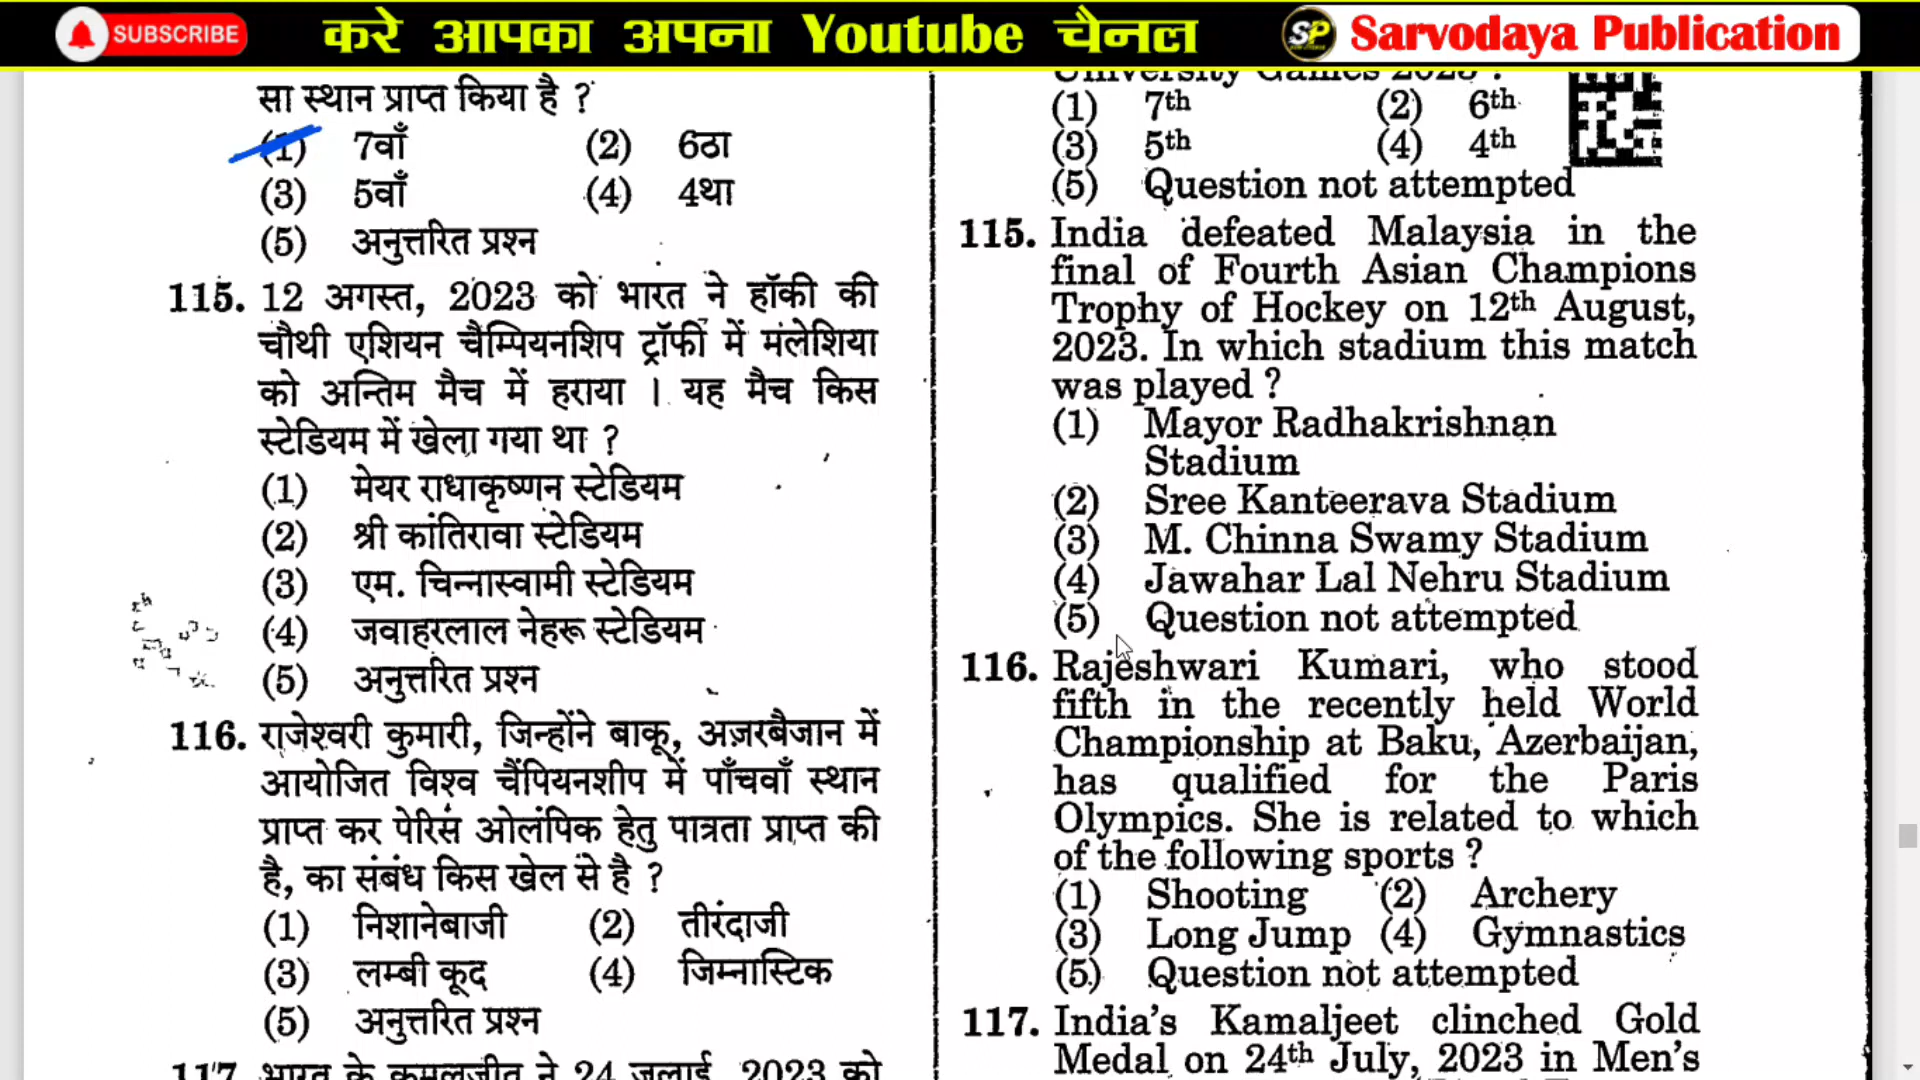 SUBSCRIBE करे आपका अपना Youtube चैनल SP Sarvodaya Publication
सा स्थान प्राप्त किया है ?
(1) 7वाँ (2) 6ठा
(3) 5वाँ (4) 4था
(5) अनुत्तरित प्रश्न
115. 12 अगस्त, 2023 को भारत ने हॉकी की
चौथी एशियन चैम्पियनशिप ट्रॉफी में मलेशिया
को अन्तिम मैच में हराया । यह मैच किस
स्टेडियम में खेला गया था ?
(1) मेयर राधाकृष्णन स्टेडियम
(2) श्री कांतिरावा स्टेडियम
(3) एम. चिन्नास्वामी स्टेडियम
(4) जवाहरलाल नेहरू स्टेडियम
(5) अनुत्तरित प्रश्न
116. राजेश्वरी कुमारी, जिन्होंने बाकू, अज़रबैजान में
आयोजित विश्व चैंपियनशीप में पाँचवाँ स्थान
प्राप्त कर पेरिस ओलंपिक हेतु पात्रता प्राप्त की
है, का संबंध किस खेल से है ?
(1) निशानेबाजी (2) तीरंदाजी
(3) लम्बी कूद (4) जिम्नास्टिक
(5) अनुत्तरित प्रश्न
117. भारत के कमलजीत ने 24 जुलाई, 2023 को
University Games 2023 ?
(1) 7th (2) 6th
(3) 5th (4) 4th
(5) Question not attempted
115. India defeated Malaysia in the
final of Fourth Asian Champions
Trophy of Hockey on 12th August,
2023. In which stadium this match
was played ?
(1) Mayor Radhakrishnan
Stadium
(2) Sree Kanteerava Stadium
(3) M. Chinna Swamy Stadium
(4) Jawahar Lal Nehru Stadium
(5) Question not attempted
116. Rajeshwari Kumari, who stood
fifth in the recently held World
Championship at Baku, Azerbaijan,
has qualified for the Paris
Olympics. She is related to which
of the following sports ?
(1) Shooting (2) Archery
(3) Long Jump (4) Gymnastics
(5) Question not attempted
117. India's Kamaljeet clinched Gold
Medal on 24th July, 2023 in Men's